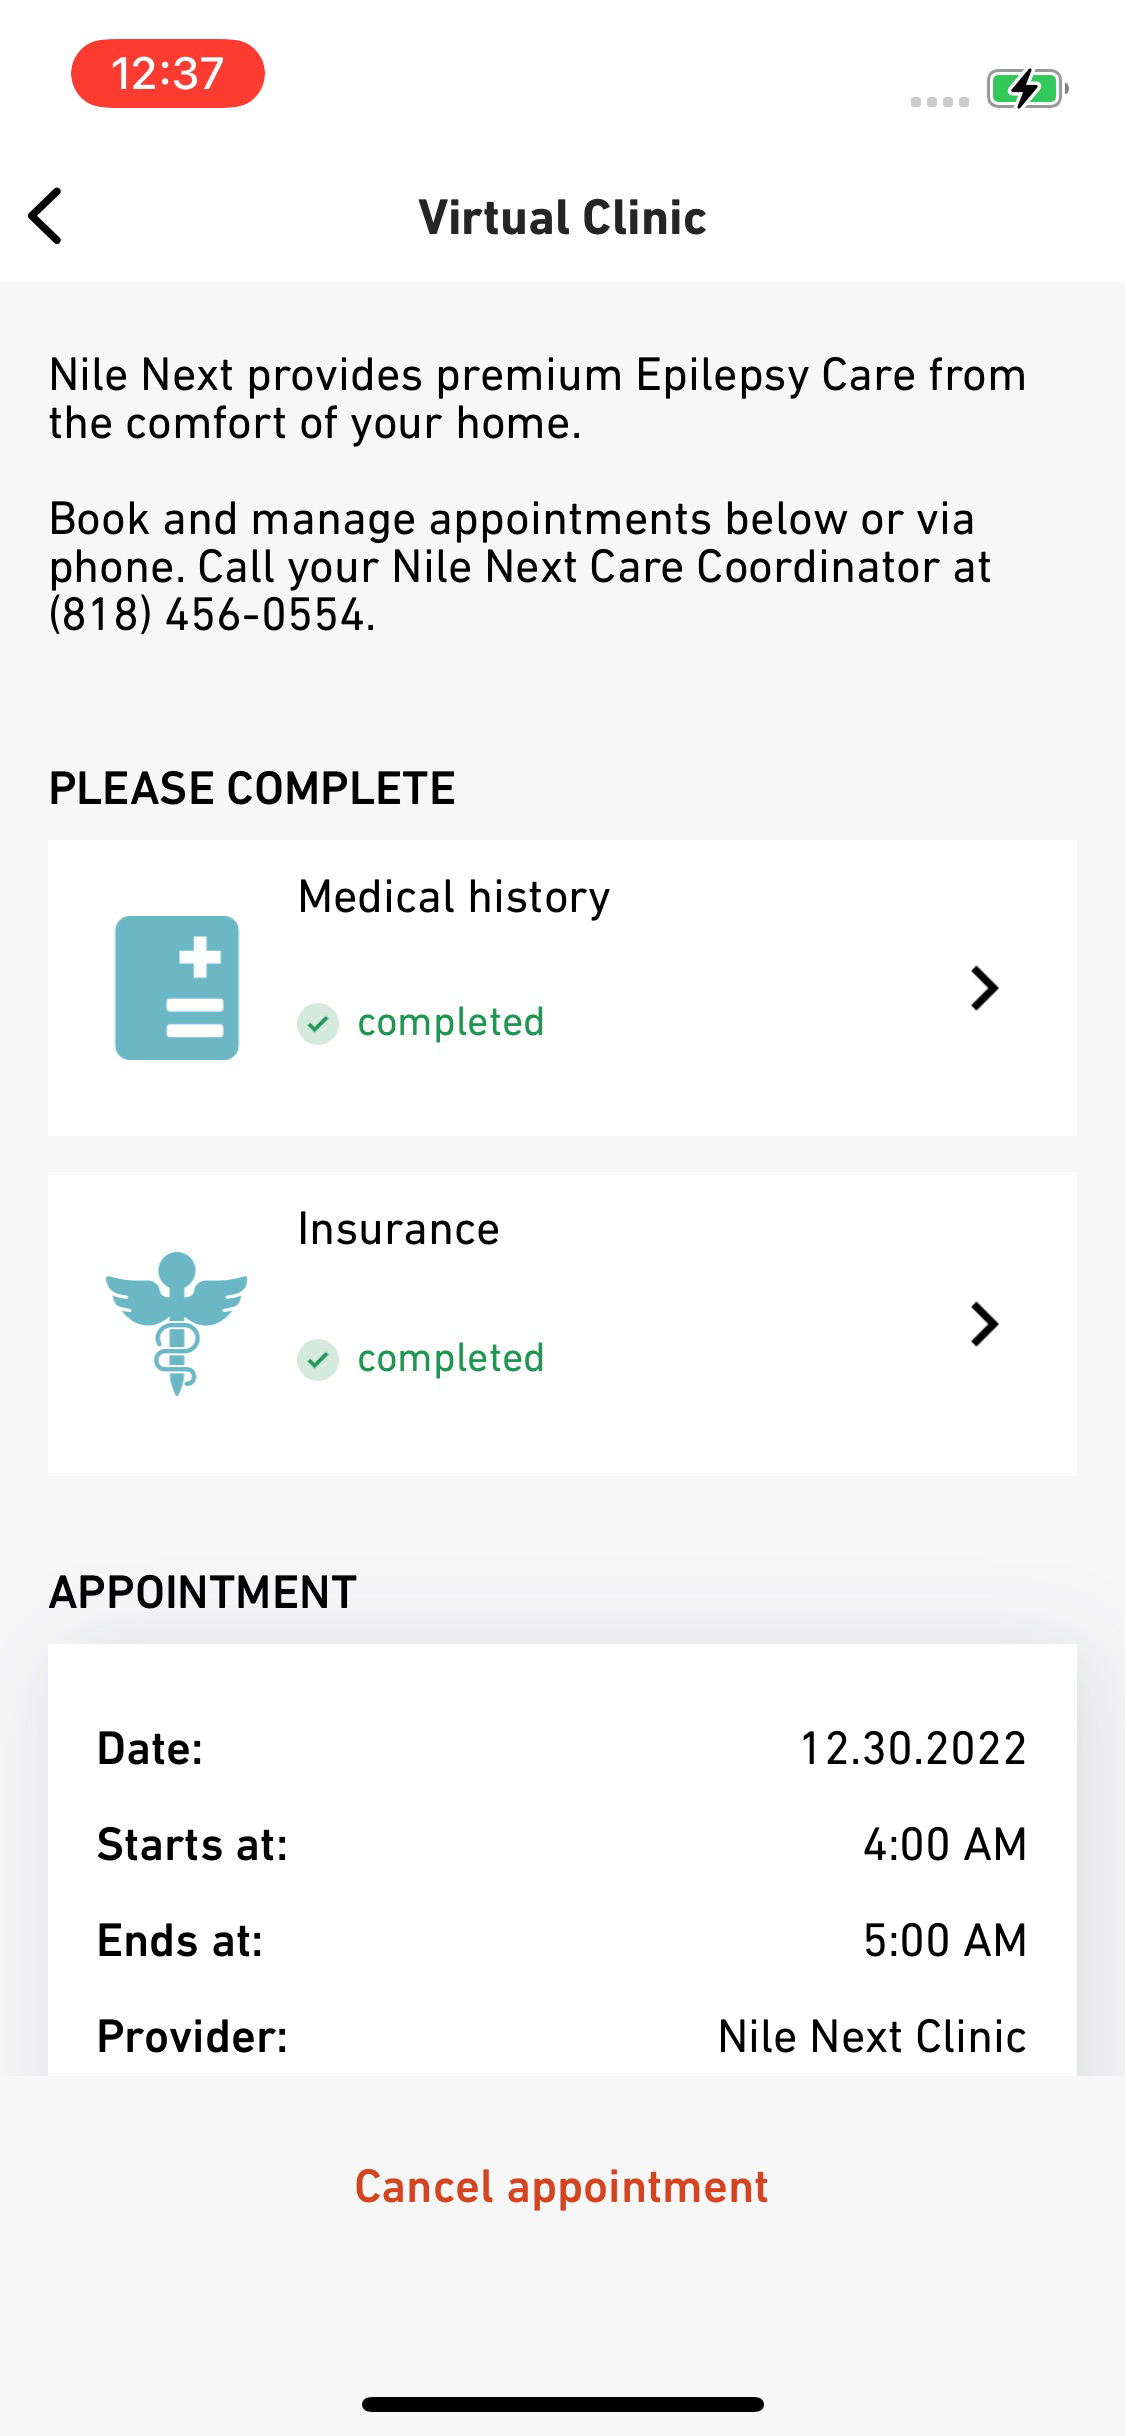 12:37
Virtual Clinic
Nile Next provides premium Epilepsy Care from
the comfort of your home.
Book and manage appointments below or via
phone. Call your Nile Next Care Coordinator at
(818) 456-0554.
PLEASE COMPLETE
Medical history
completed
Insurance
completed
APPOINTMENT
Date: 12.30.2022
Starts at: 4:00 AM
Ends at: 5:00 AM
Provider: Nile Next Clinic
Cancel appointment